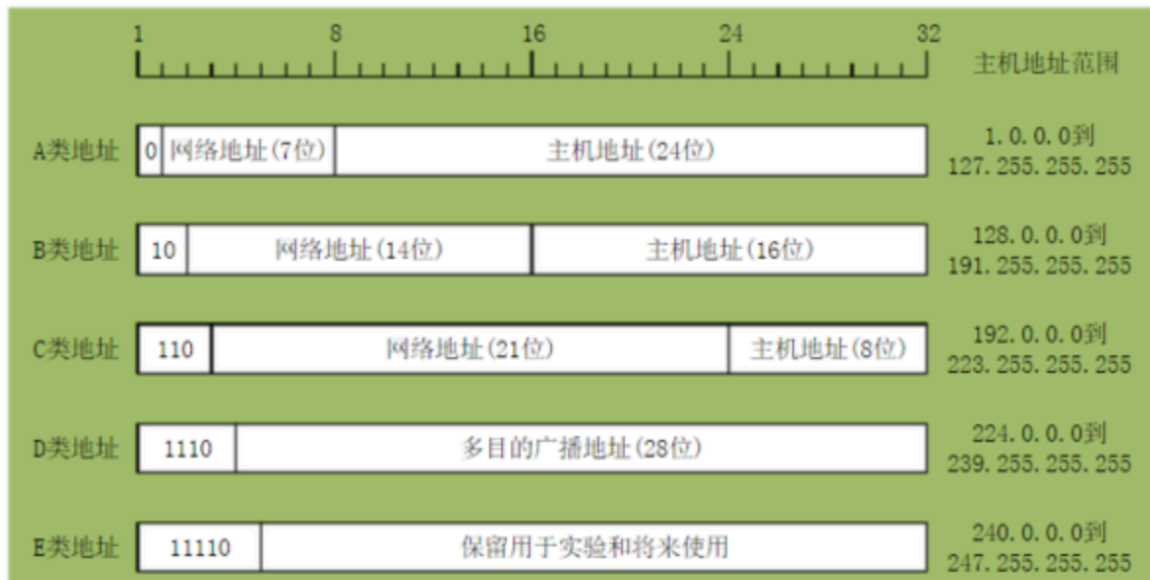 1 8 16 24 32
主机地址范围
A类地址 0 网络地址(7位) 主机地址(24位) 1.0.0.0到
127.255.255.255
B类地址 10 网络地址(14位) 主机地址(16位) 128.0.0.0到
191.255.255.255
C类地址 110 网络地址(21位) 主机地址(8位) 192.0.0.0到
223.255.255.255
D类地址 1110 多目的广播地址(28位) 224.0.0.0到
239.255.255.255
E类地址 11110 保留用于实验和将来使用 240.0.0.0到
247.255.255.255